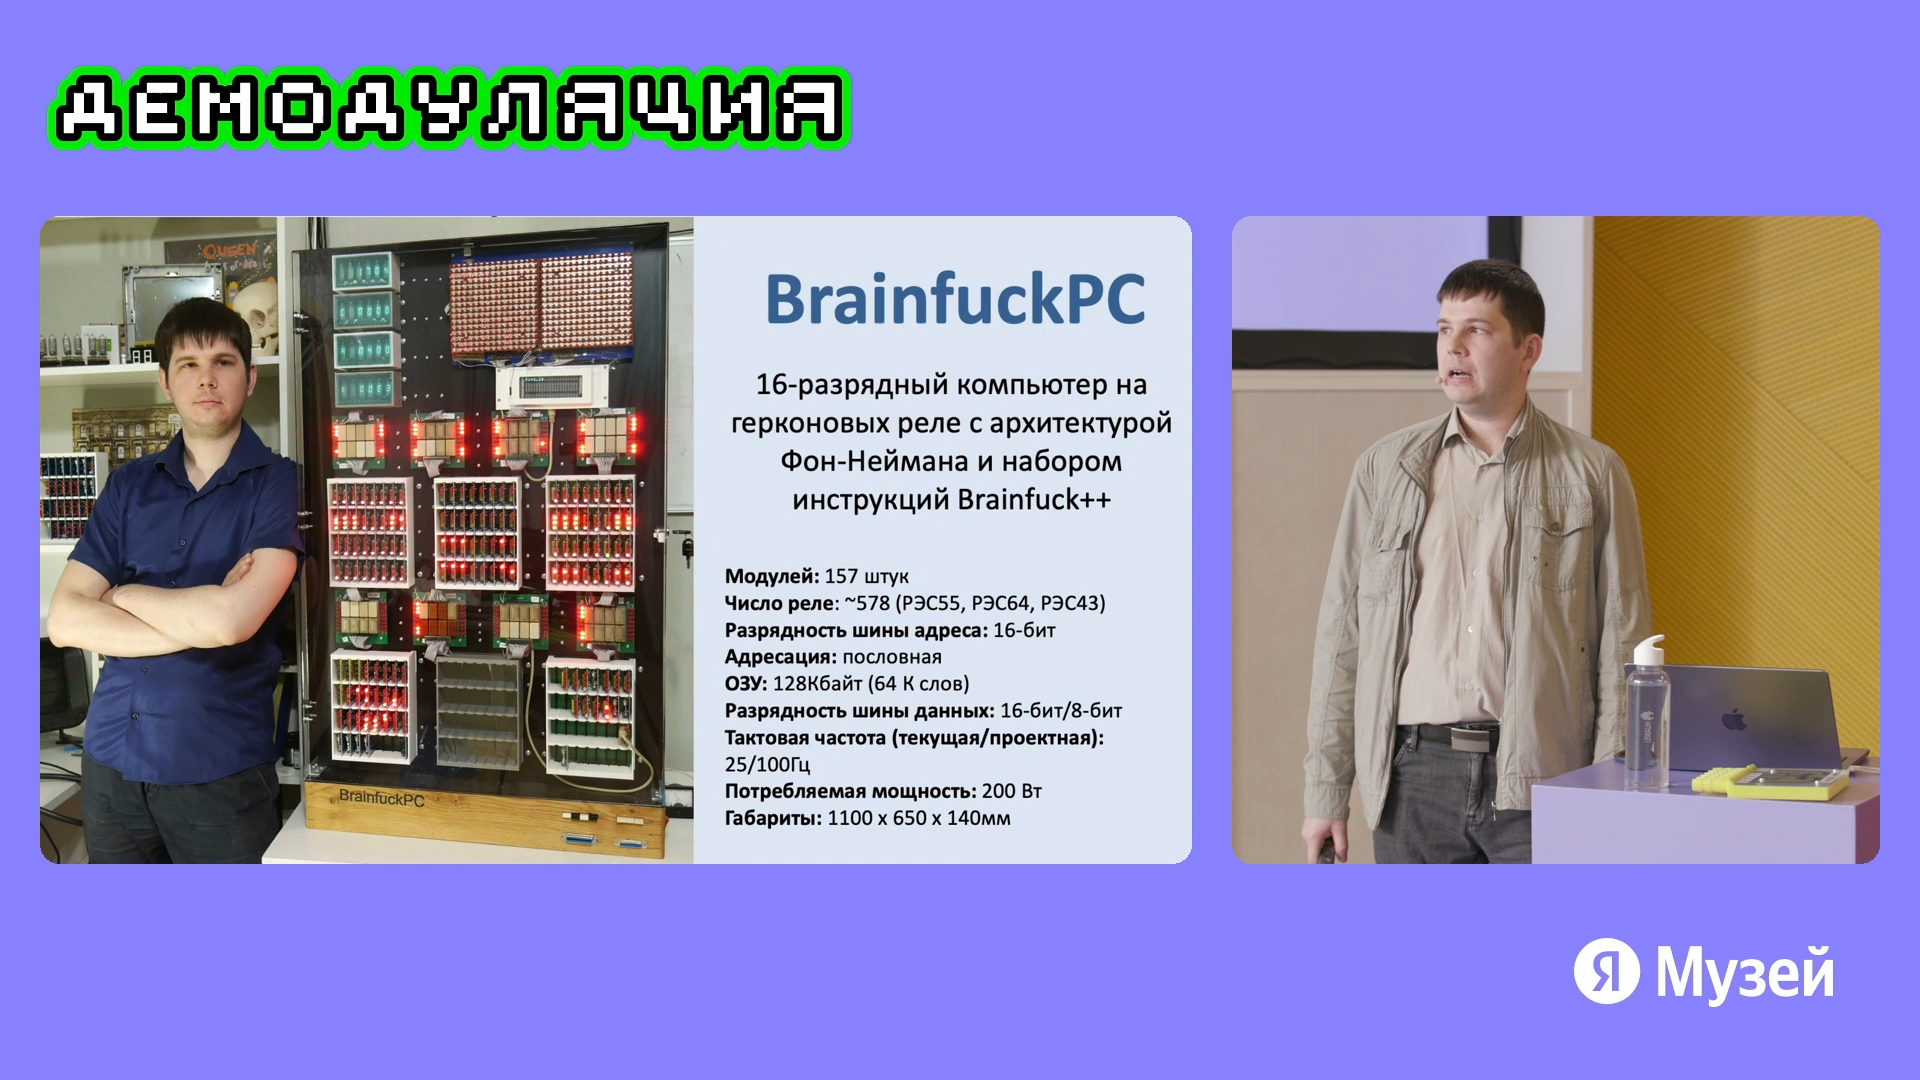 ДЕМОДУЛЯЦИЯ
QUEEN
BrainfuckPC
BrainfuckPC
16-разрядный компьютер на
герконовых реле с архитектурой
Фон-Неймана и набором
инструкций Brainfuck++
Модулей: 157 штук
Число реле: ~578 (РЭС55, РЭС64, РЭС43)
Разрядность шины адреса: 16-бит
Адресация: пословная
ОЗУ: 128Кбайт (64 К слов)
Разрядность шины данных: 16-бит/8-бит
Тактовая частота (текущая/проектная):
25/100Гц
Потребляемая мощность: 200 Вт
Габариты: 1100 x 650 x 140мм
Я Музей